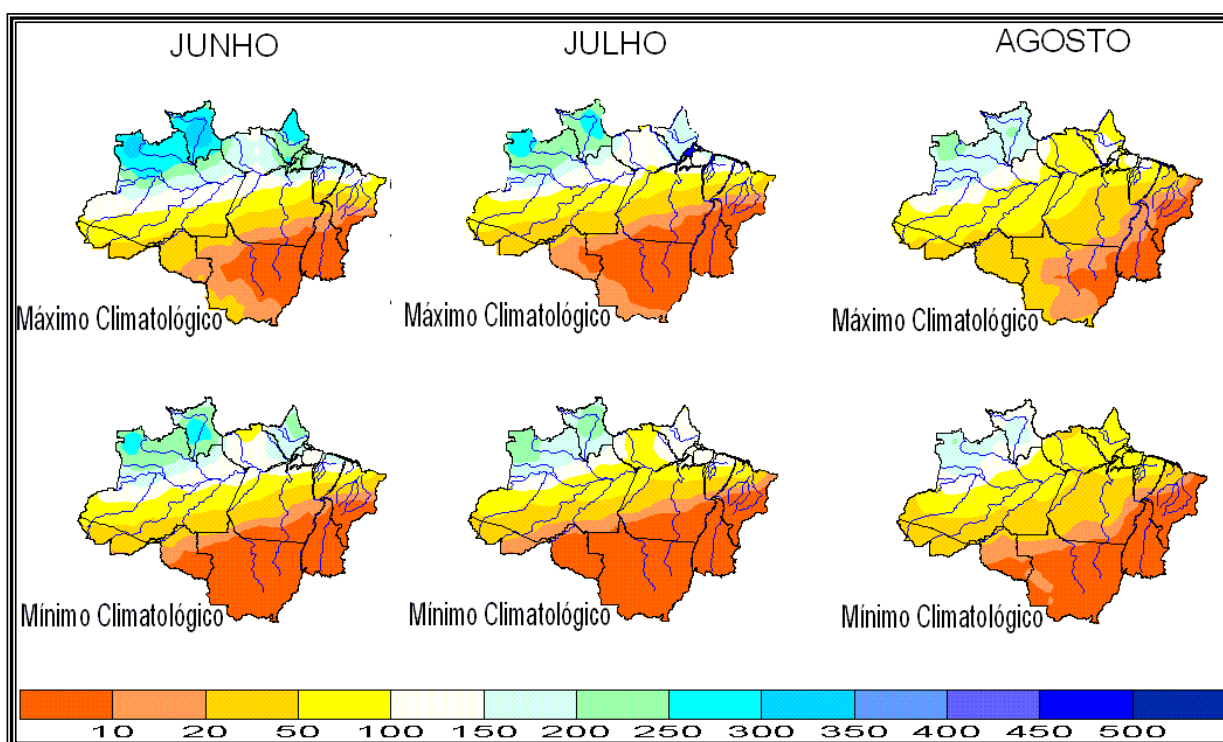 JUNHO JULHO AGOSTO
Máximo Climatológico Máximo Climatológico Máximo Climatológico
Mínimo Climatológico Mínimo Climatológico Mínimo Climatológico
10 20 50 100 150 200 250 300 350 400 450 500